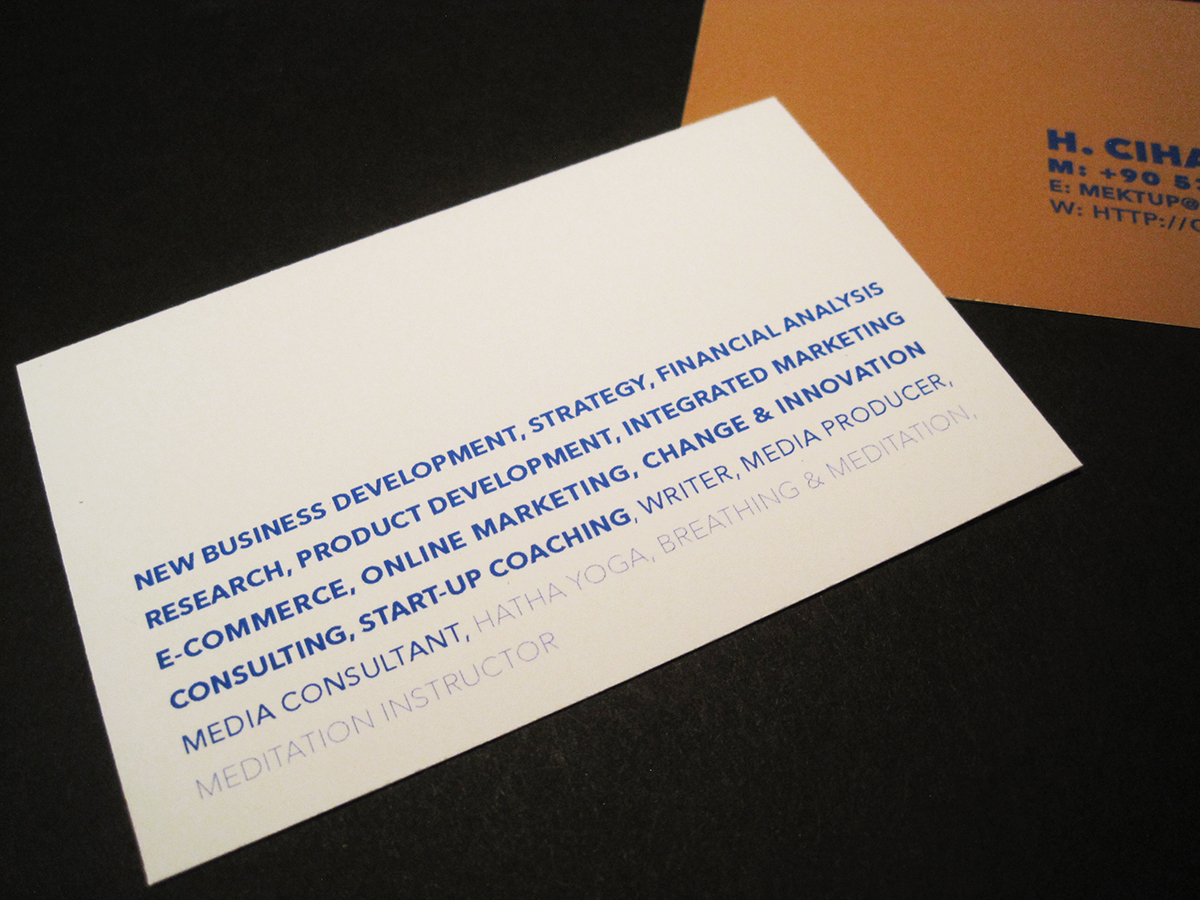 NEW BUSINESS DEVELOPMENT, STRATEGY, FINANCIAL ANALYSIS
RESEARCH, PRODUCT DEVELOPMENT, INTEGRATED MARKETING
E-COMMERCE, ONLINE MARKETING, CHANGE & INNOVATION
CONSULTING, START-UP COACHING, WRITER, MEDIA PRODUCER,
MEDIA CONSULTANT, HATHA YOGA, BREATHING & MEDITATION,
MEDITATION INSTRUCTOR
H. CIHA
M: +90 5
E: MEKTUP@
W: HTTP://